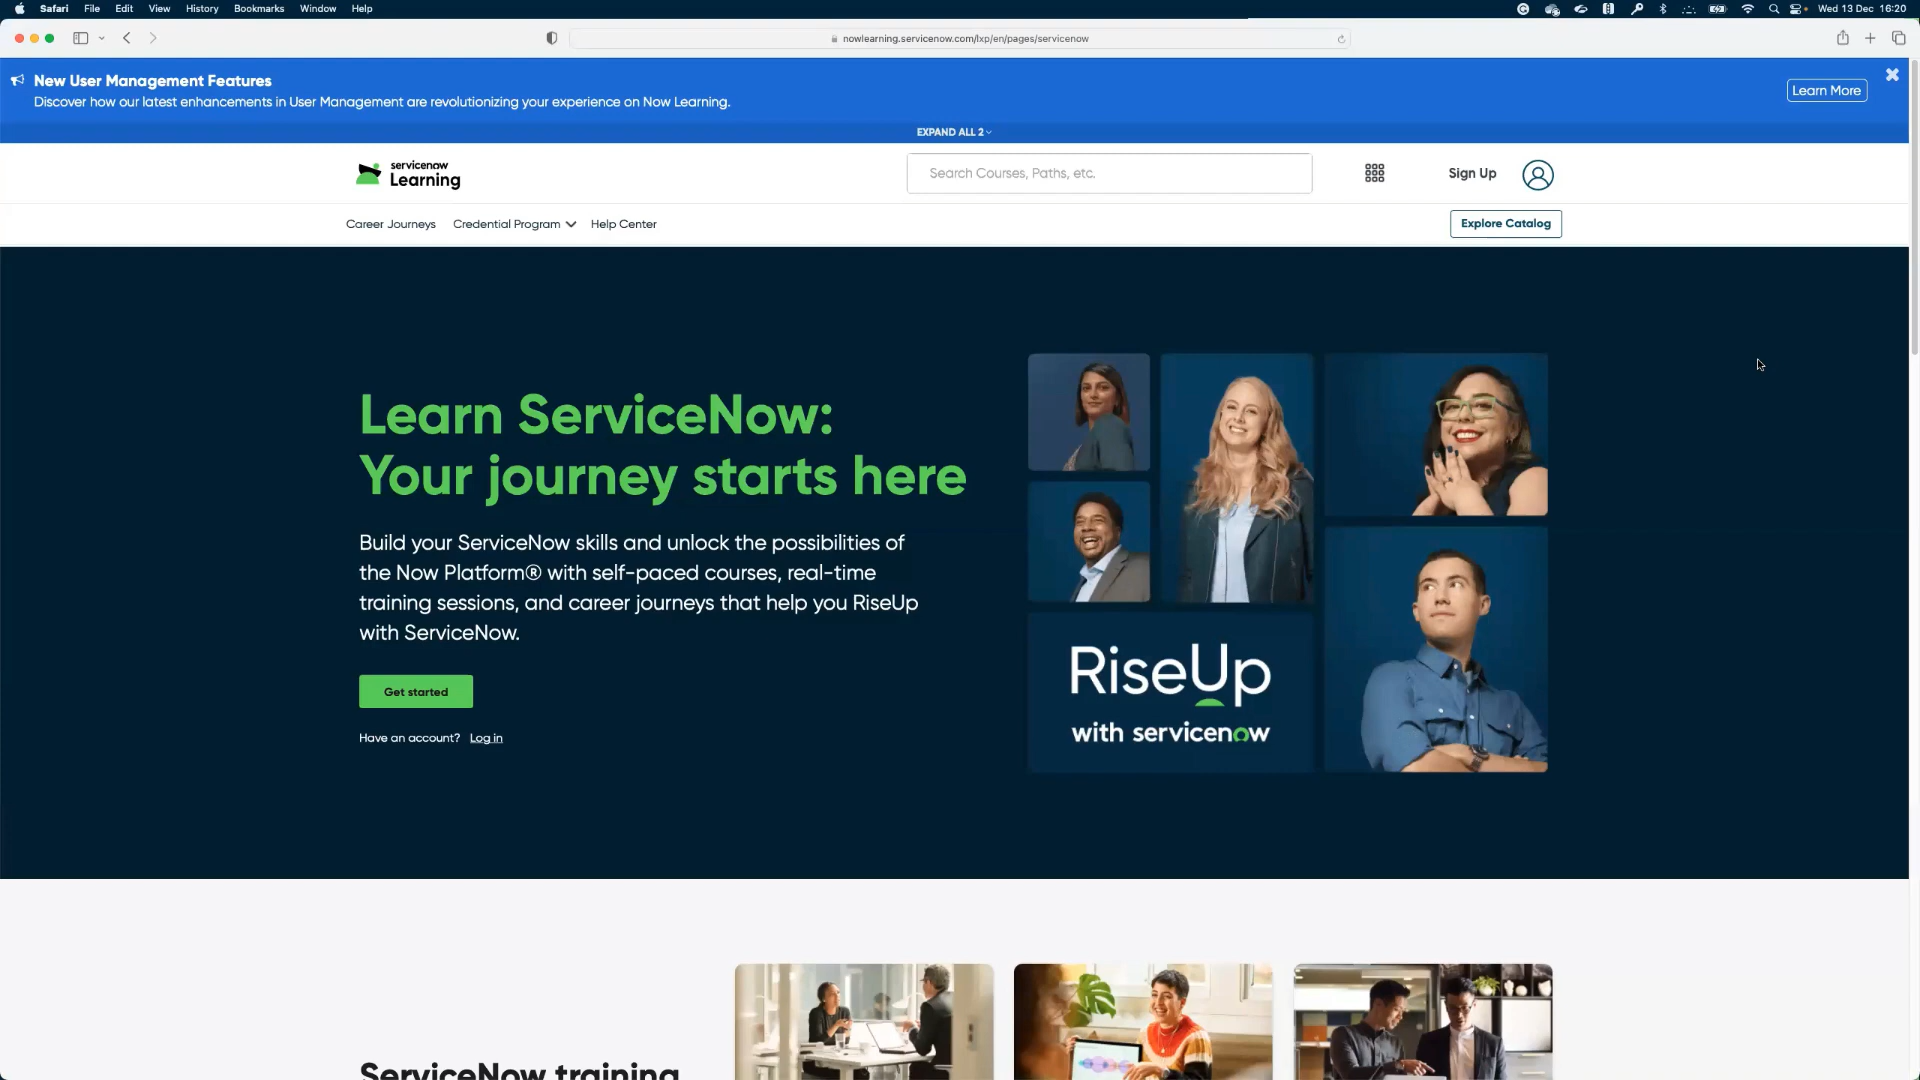 Safari File Edit View History Bookmarks Window Help
Wed 13 Dec 16:20
nowlearning.servicenow.com/lxp/en/pages/servicenow
New User Management Features
Discover how our latest enhancements in User Management are revolutionizing your experience on Now Learning.
Learn More
EXPAND ALL 2
servicenow
Learning
Search Courses, Paths, etc.
Sign Up
Career Journeys Credential Program Help Center
Explore Catalog
Learn ServiceNow:
Your journey starts here
Build your ServiceNow skills and unlock the possibilities of
the Now Platform® with self-paced courses, real-time
training sessions, and career journeys that help you RiseUp
with ServiceNow.
Get started
Have an account? Log in
RiseUp
with servicenow
ServiceNow training